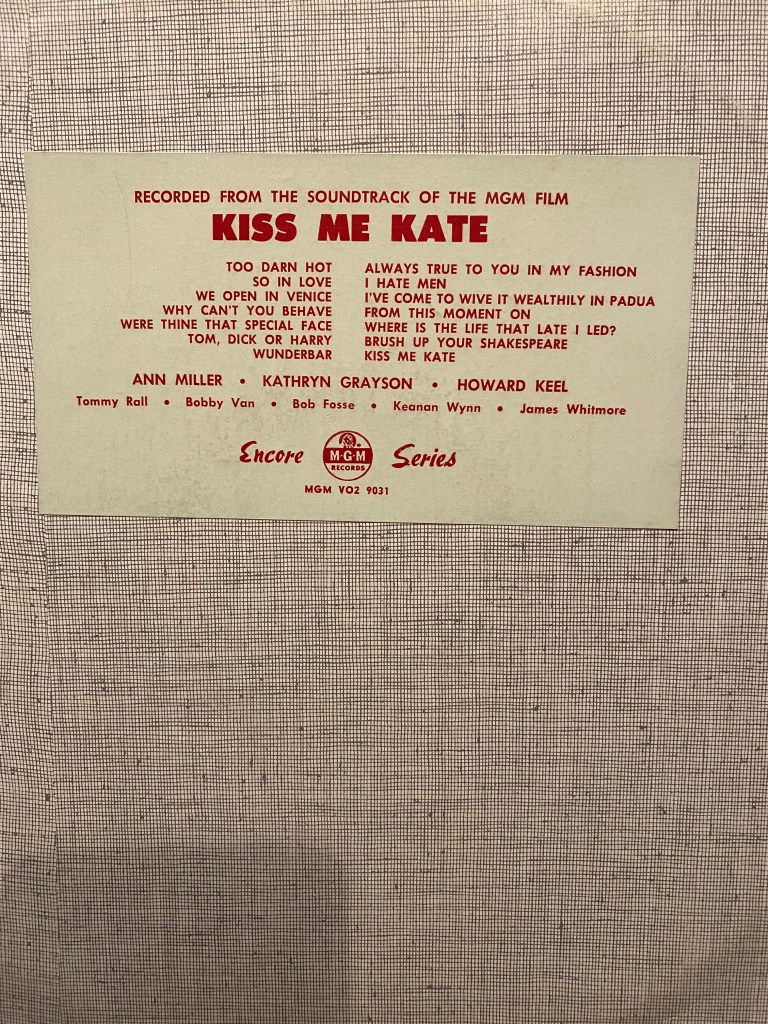 RECORDED FROM THE SOUNDTRACK OF THE MGM FILM
KISS ME KATE
TOO DARN HOT
SO IN LOVE
WE OPEN IN VENICE
WHY CAN'T YOU BEHAVE
WERE THINE THAT SPECIAL FACE
TOM, DICK OR HARRY
WUNDERBAR
ALWAYS TRUE TO YOU IN MY FASHION
I HATE MEN
I'VE COME TO WIVE IT WEALTHILY IN PADUA
FROM THIS MOMENT ON
WHERE IS THE LIFE THAT LATE I LED?
BRUSH UP YOUR SHAKESPEARE
KISS ME KATE
ANN MILLER • KATHRYN GRAYSON • HOWARD KEEL
Tommy Rall • Bobby Van • Bob Fosse • Keanan Wynn • James Whitmore
Encore M-G-M RECORDS Series
MGM VO2 9031